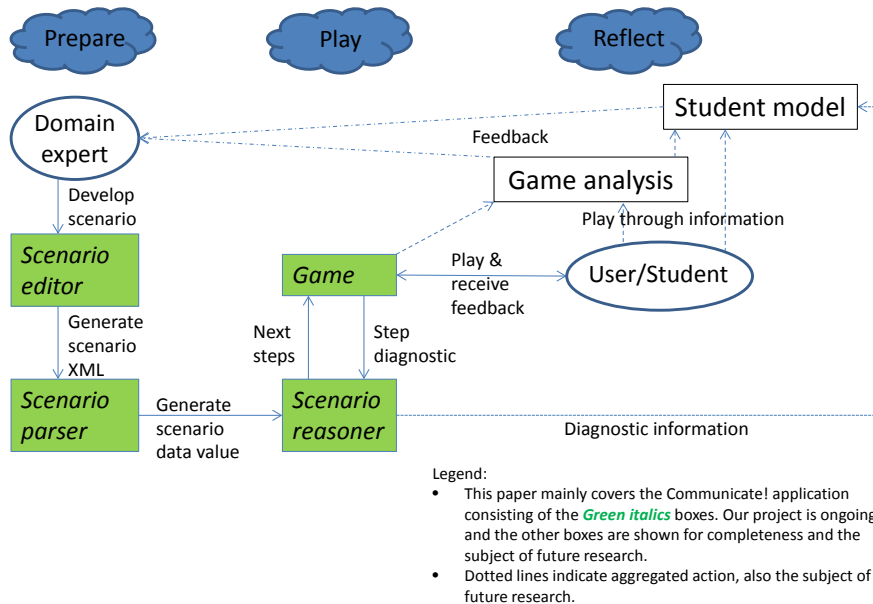 Prepare
Play
Reflect
Student model
Domain
expert
Feedback
Game analysis
Develop
scenario
Play through information
Scenario
editor
Game
Play &
receive
feedback
User/Student
Generate
scenario
XML
Next
steps
Step
diagnostic
Scenario
parser
Generate
scenario
data value
Scenario
reasoner
Diagnostic information
Legend:
• This paper mainly covers the Communicate! application
consisting of the Green italics boxes. Our project is ongoing
and the other boxes are shown for completeness and the
subject of future research.
• Dotted lines indicate aggregated action, also the subject of
future research.